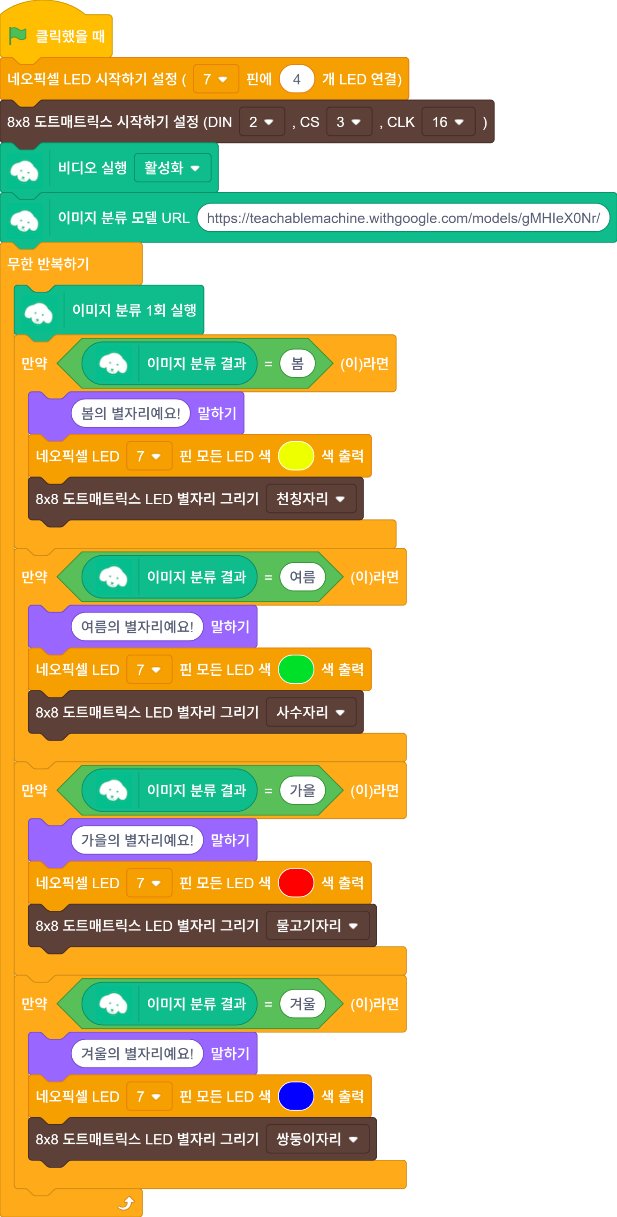 클릭했을 때
네오픽셀 LED 시작하기 설정 ( 7 핀에 4 개 LED 연결)
8x8 도트매트릭스 시작하기 설정 (DIN 2 , CS 3 , CLK 16 )
비디오 실행 활성화
이미지 분류 모델 URL https://teachablemachine.withgoogle.com/models/gMHIeX0Nr/
무한 반복하기
이미지 분류 1회 실행
만약 이미지 분류 결과 = 봄 (이)라면
봄의 별자리예요! 말하기
네오픽셀 LED 7 핀 모든 LED 색 색 출력
8x8 도트매트릭스 LED 별자리 그리기 천칭자리
만약 이미지 분류 결과 = 여름 (이)라면
여름의 별자리예요! 말하기
네오픽셀 LED 7 핀 모든 LED 색 색 출력
8x8 도트매트릭스 LED 별자리 그리기 사수자리
만약 이미지 분류 결과 = 가을 (이)라면
가을의 별자리예요! 말하기
네오픽셀 LED 7 핀 모든 LED 색 색 출력
8x8 도트매트릭스 LED 별자리 그리기 물고기자리
만약 이미지 분류 결과 = 겨울 (이)라면
겨울의 별자리예요! 말하기
네오픽셀 LED 7 핀 모든 LED 색 색 출력
8x8 도트매트릭스 LED 별자리 그리기 쌍둥이자리